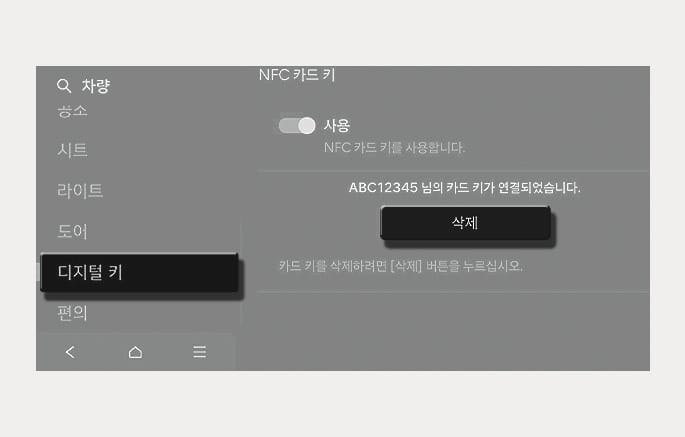 차량
공조
시트
라이트
도어
디지털 키
편의
NFC 카드 키
사용
NFC 카드 키를 사용합니다.
ABC12345 님의 카드 키가 연결되었습니다.
삭제
카드 키를 삭제하려면 [삭제] 버튼을 누르십시오.